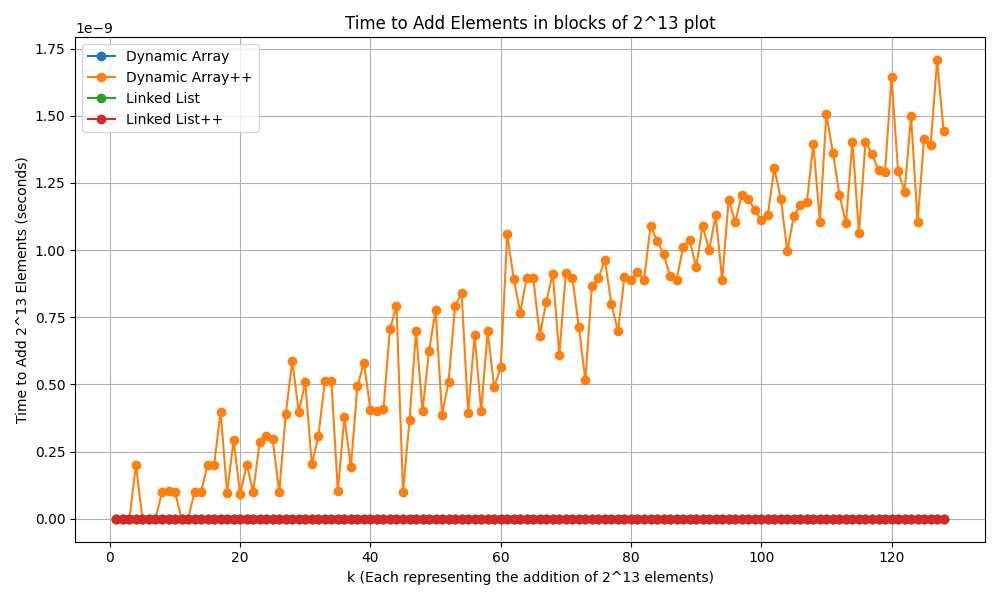 Time to Add Elements in blocks of 2^13 plot
1e−9
Dynamic Array
Dynamic Array++
Linked List
Linked List++
Time to Add 2^13 Elements (seconds)
1.75
1.50
1.25
1.00
0.75
0.50
0.25
0.00
0 20 40 60 80 100 120
k (Each representing the addition of 2^13 elements)